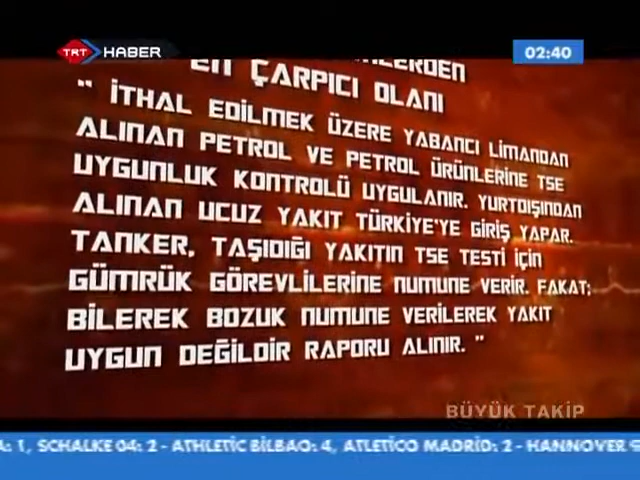 TRT HABER
02:40
EN ÇARPICI OLANI
" İTHAL EDİLMEK ÜZERE YABANCI LİMANDAN
ALINAN PETROL VE PETROL ÜRÜNLERİNE TSE
UYGUNLUK KONTROLÜ UYGULANIR. YURTDIŞINDAN
ALINAN UCUZ YAKIT TÜRKİYE'YE GİRİŞ YAPAR.
TANKER, TAŞIDIĞI YAKITIN TSE TESTİ İÇİN
GÜMRÜK GÖREVLİLERİNE NUMUNE VERİR. FAKAT;
BİLEREK BOZUK NUMUNE VERİLEREK YAKIT
UYGUN DEĞİLDİR RAPORU ALINIR. "
BÜYÜK TAKİP
: 1, SCHALKE 04: 2 - ATHLETIC BILBAO: 4, ATLETICO MADRID: 2 - HANNOVER